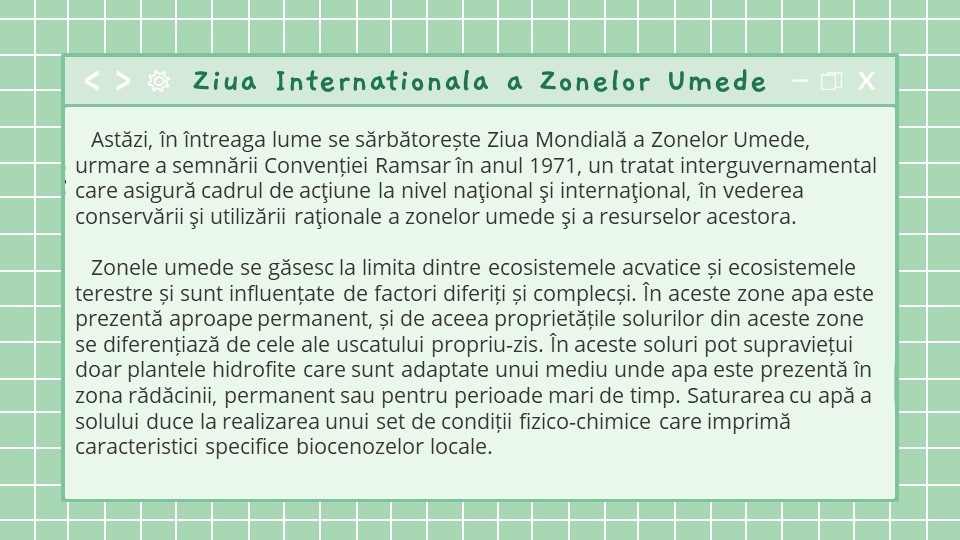 Ziua Internationala a Zonelor Umede
Astăzi, în întreaga lume se sărbătorește Ziua Mondială a Zonelor Umede,
urmare a semnării Convenției Ramsar în anul 1971, un tratat interguvernamental
care asigură cadrul de acţiune la nivel naţional şi internaţional, în vederea
conservării şi utilizării raţionale a zonelor umede şi a resurselor acestora.
Zonele umede se găsesc la limita dintre ecosistemele acvatice și ecosistemele
terestre și sunt influențate de factori diferiți și complecși. În aceste zone apa este
prezentă aproape permanent, și de aceea proprietățile solurilor din aceste zone
se diferențiază de cele ale uscatului propriu-zis. În aceste soluri pot supraviețui
doar plantele hidrofite care sunt adaptate unui mediu unde apa este prezentă în
zona rădăcinii, permanent sau pentru perioade mari de timp. Saturarea cu apă a
solului duce la realizarea unui set de condiții fizico-chimice care imprimă
caracteristici specifice biocenozelor locale.